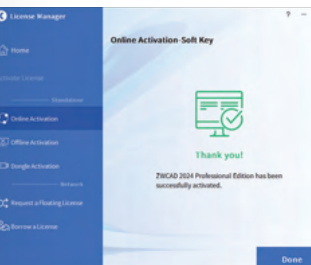 License Manager
? –
Online Activation-Soft Key
Home
Activate License
Standalone
Online Activation
Offline Activation
Dongle Activation
Network
Request a Floating License
Borrow a License
Thank you!
ZWCAD 2024 Professional Edition has been
successfully activated.
Done